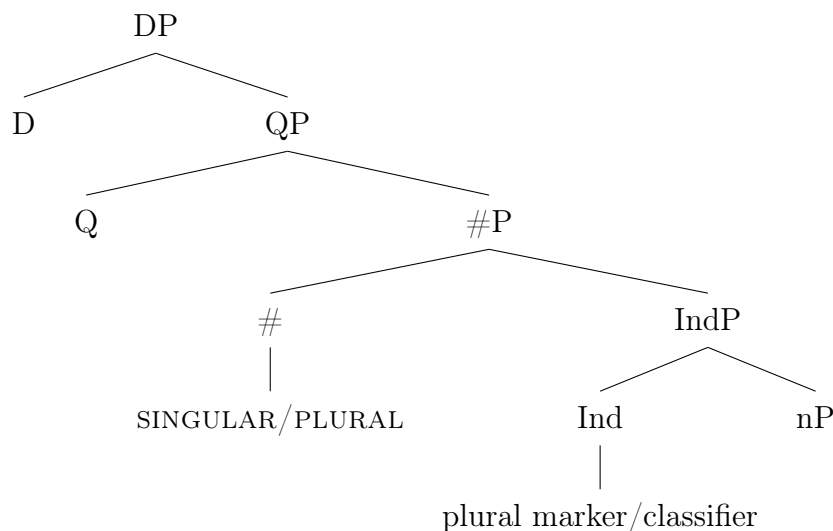 DP
D QP
Q #P
# IndP
SINGULAR/PLURAL Ind nP
plural marker/classifier